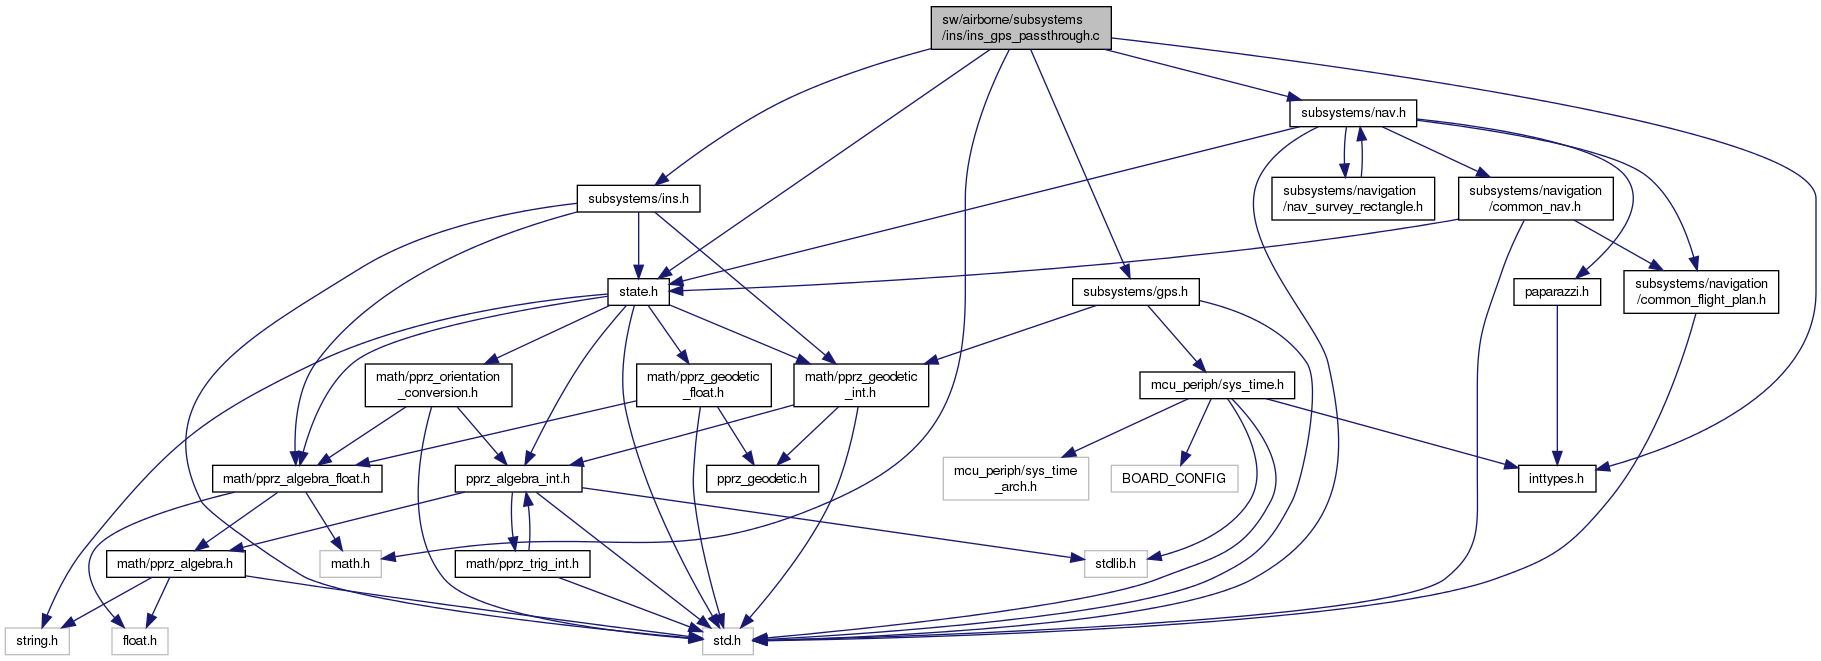 sw/airborne/subsystems
/ins/ins_gps_passthrough.c
subsystems/nav.h
subsystems/ins.h
subsystems/navigation
/nav_survey_rectangle.h
subsystems/navigation
/common_nav.h
state.h
subsystems/gps.h
paparazzi.h
subsystems/navigation
/common_flight_plan.h
math/pprz_orientation
_conversion.h
math/pprz_geodetic
_float.h
math/pprz_geodetic
_int.h
mcu_periph/sys_time.h
math/pprz_algebra_float.h
pprz_algebra_int.h
pprz_geodetic.h
mcu_periph/sys_time
_arch.h
BOARD_CONFIG
inttypes.h
math/pprz_algebra.h
math.h
math/pprz_trig_int.h
stdlib.h
string.h
float.h
std.h